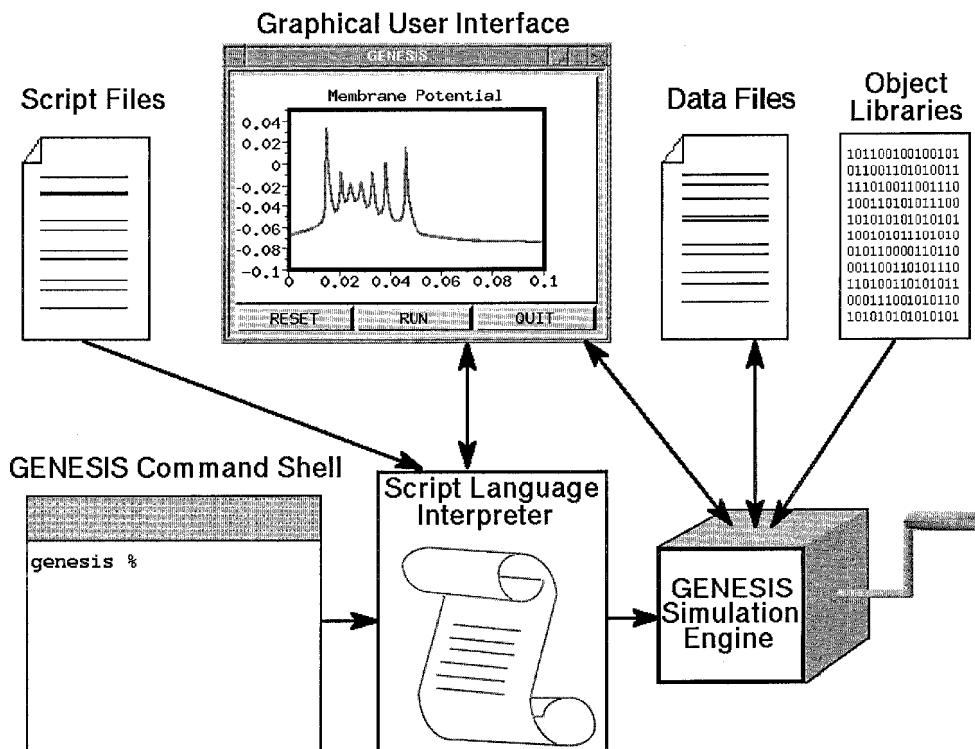 Graphical User Interface
GENESIS
Script Files
Membrane Potential
0.04
0.02
0
-0.02
-0.04
-0.06
-0.08
-0.1
0 0.02 0.04 0.06 0.08 0.1
RESET RUN QUIT
Data Files
Object
Libraries
101100100100101
011001101010011
111010011001110
100110101011100
101010101010101
100101011101010
010110000110110
001100110101110
110100110101011
000111001010110
101010101010101
GENESIS Command Shell
genesis %
Script Language
Interpreter
GENESIS
Simulation
Engine